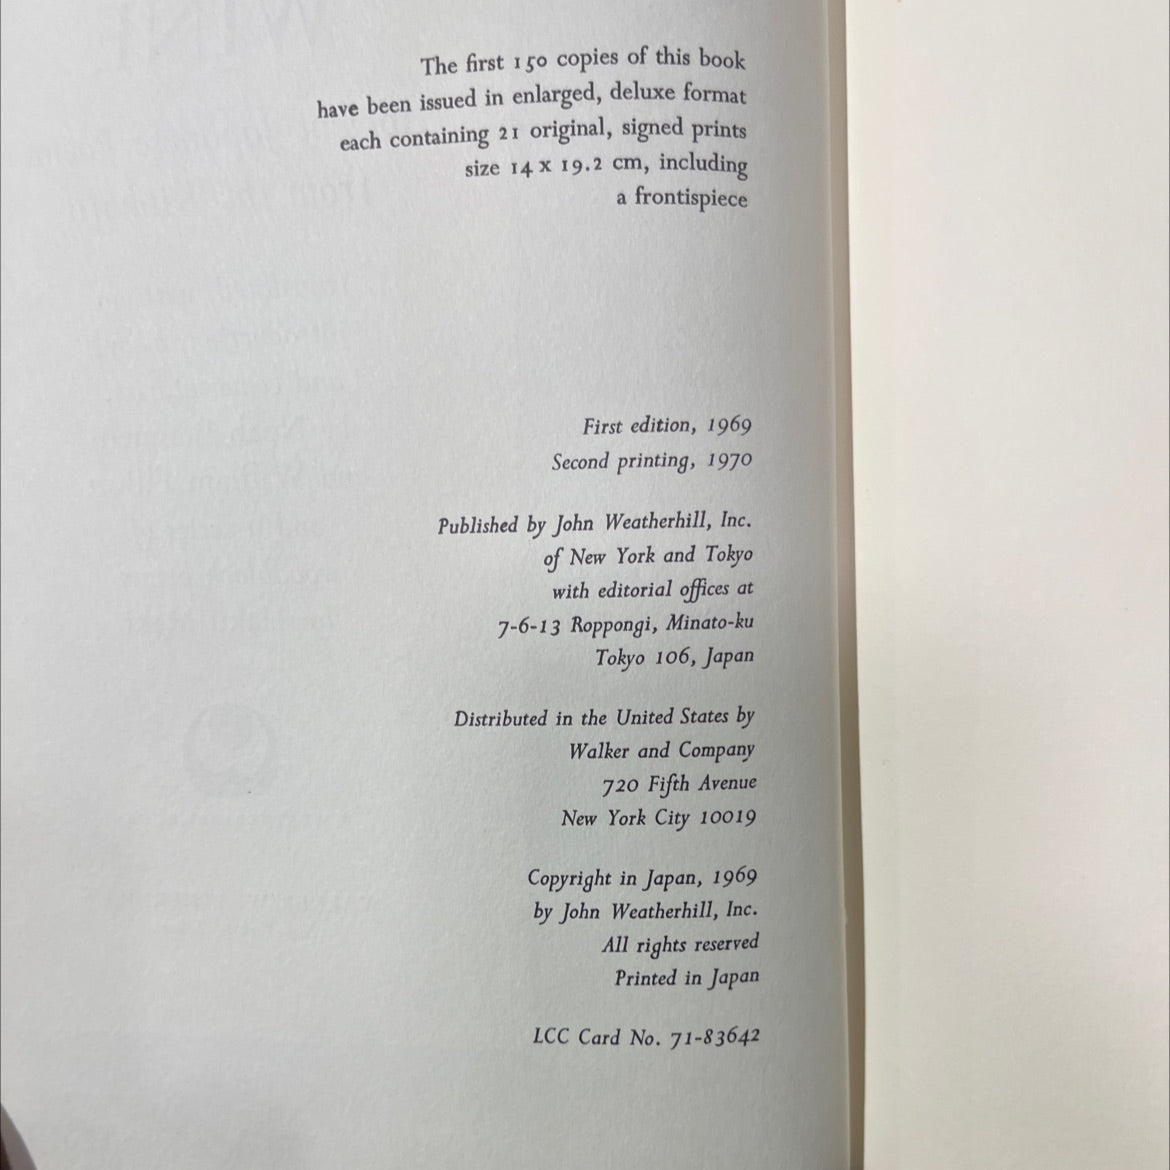 The first 150 copies of this book
have been issued in enlarged, deluxe format
each containing 21 original, signed prints
size 14 x 19.2 cm, including
a frontispiece
First edition, 1969
Second printing, 1970
Published by John Weatherhill, Inc.
of New York and Tokyo
with editorial offices at
7-6-13 Roppongi, Minato-ku
Tokyo 106, Japan
Distributed in the United States by
Walker and Company
720 Fifth Avenue
New York City 10019
Copyright in Japan, 1969
by John Weatherhill, Inc.
All rights reserved
Printed in Japan
LCC Card No. 71-83642